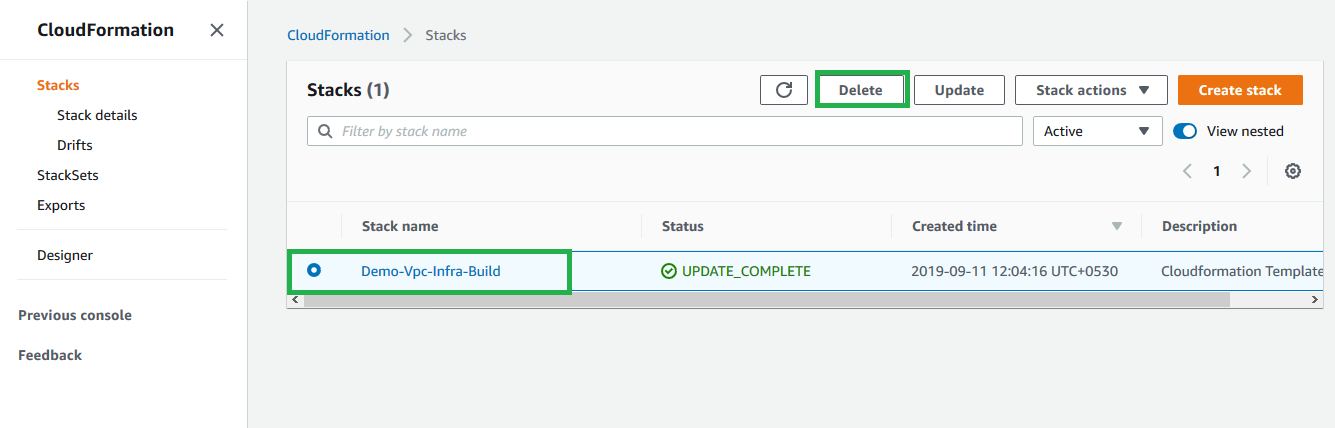 CloudFormation
Stacks
Stack details
Drifts
StackSets
Exports
Designer
Previous console
Feedback
CloudFormation > Stacks
Stacks (1)
Delete
Update
Stack actions
Create stack
Filter by stack name
Active
View nested
1
Stack name Status Created time Description
Demo-Vpc-Infra-Build UPDATE_COMPLETE 2019-09-11 12:04:16 UTC+0530 Cloudformation Template